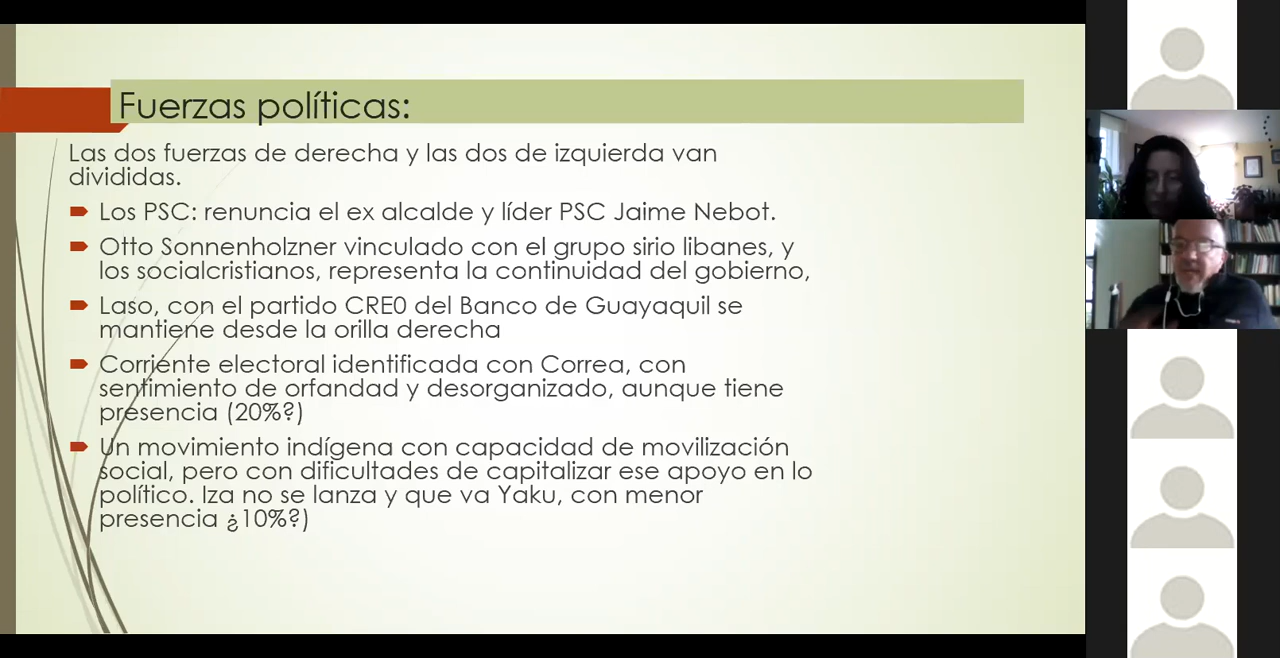 Fuerzas políticas:
Las dos fuerzas de derecha y las dos de izquierda van
divididas.
Los PSC: renuncia el ex alcalde y líder PSC Jaime Nebot.
Otto Sonnenholzner vinculado con el grupo sirio libanes, y
los socialcristianos, representa la continuidad del gobierno,
Laso, con el partido CRE0 del Banco de Guayaquil se
mantiene desde la orilla derecha
Corriente electoral identificada con Correa, con
sentimiento de orfandad y desorganizado, aunque tiene
presencia (20%?)
Un movimiento indígena con capacidad de movilización
social, pero con dificultades de capitalizar ese apoyo en lo
político. Iza no se lanza y que va Yaku, con menor
presencia ¿10%?)